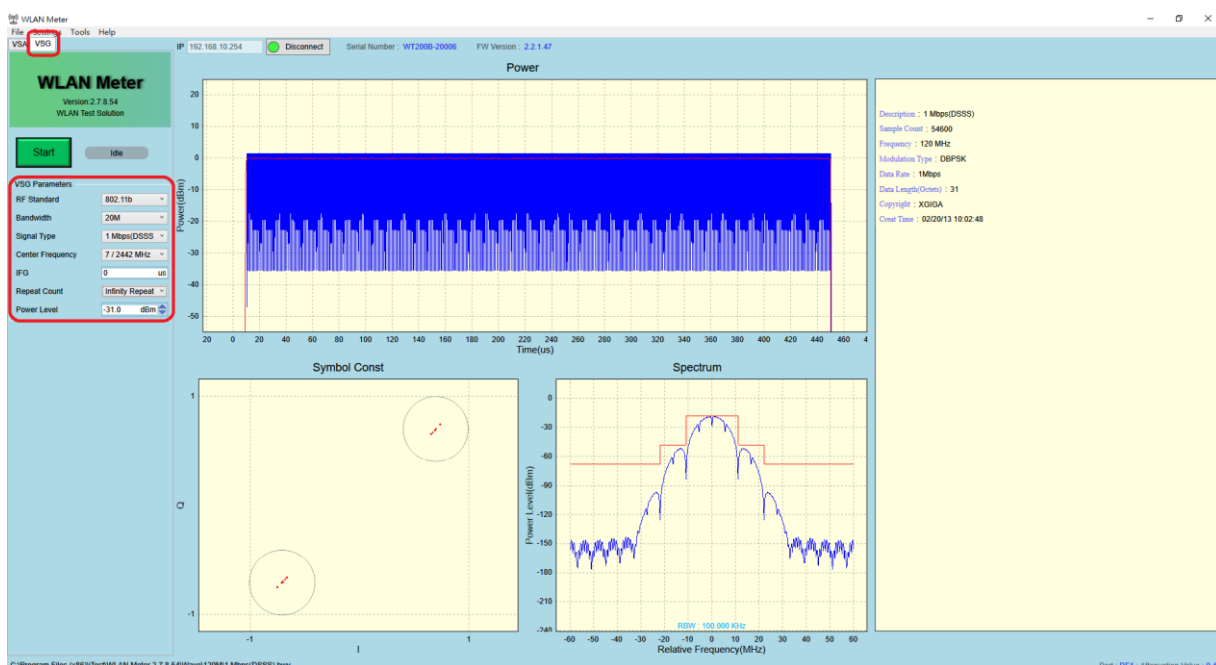 WLAN Meter
File Settings Tools Help
VSA VSG
IP 192.168.10.254 Disconnect Serial Number : WT200B-20006 FW Version : 2.2.1.47
WLAN Meter
Version:2.7.8.54
WLAN Test Solution
Start Idle
VSG Parameters
RF Standard 802.11b
Bandwidth 20M
Signal Type 1 Mbps(DSSS
Center Frequency 7 / 2442 MHz
IFG 0 us
Repeat Count Infinity Repeat
Power Level -31.0 dBm
Power
Power(dBm)
20
10
0
-10
-20
-30
-40
-50
20 0 20 40 60 80 100 120 140 160 180 200 220 240 260 280 300 320 340 360 380 400 420 440 460 4
Time(us)
Description : 1 Mbps(DSSS)
Sample Count : 54600
Frequency : 120 MHz
Modulation Type : DBPSK
Data Rate : 1Mbps
Data Length(Octets) : 31
Copyright : XGIGA
Creat Time : 02/20/13 10:02:48
Symbol Const
1
Q
-1
-1 1
I
Spectrum
Power Level(dBm)
0
-30
-60
-90
-120
-150
-180
-210
-240
RBW : 100.000 KHz
-60 -50 -40 -30 -20 -10 0 10 20 30 40 50 60
Relative Frequency(MHz)